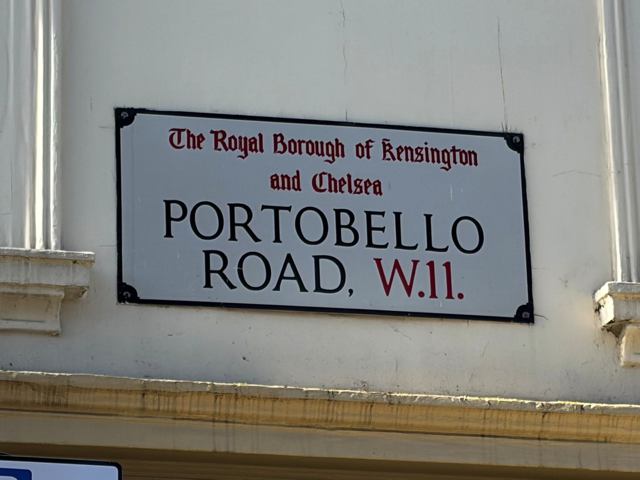 The Royal Borough of Kensington
and Chelsea
PORTOBELLO
ROAD, W.11.